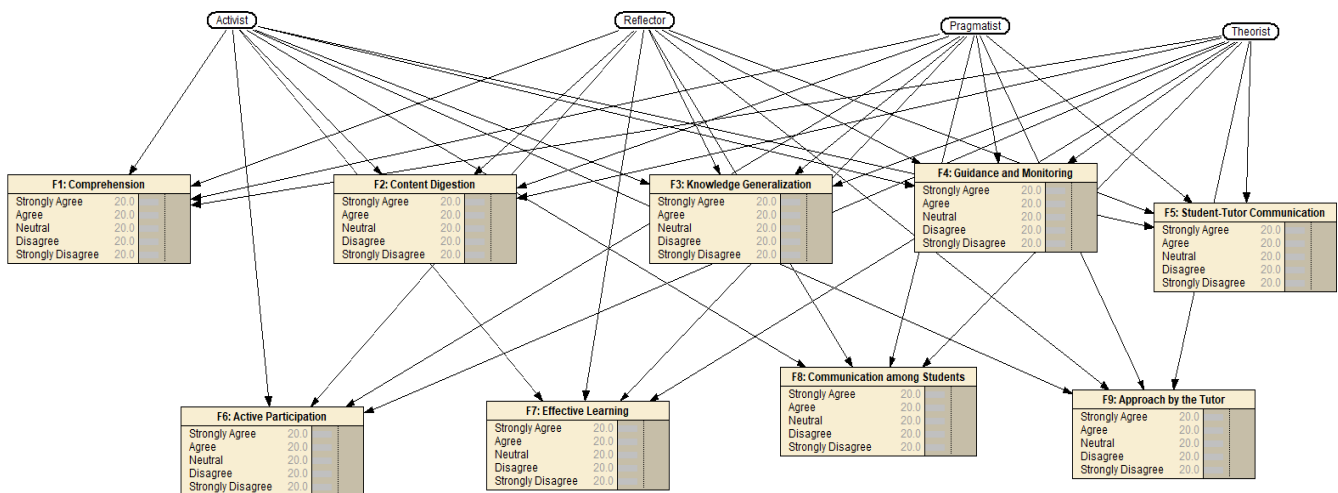 Activist
Reflector
Pragmatist
Theorist
F1: Comprehension
Strongly Agree 20.0
Agree 20.0
Neutral 20.0
Disagree 20.0
Strongly Disagree 20.0
F2: Content Digestion
Strongly Agree 20.0
Agree 20.0
Neutral 20.0
Disagree 20.0
Strongly Disagree 20.0
F3: Knowledge Generalization
Strongly Agree 20.0
Agree 20.0
Neutral 20.0
Disagree 20.0
Strongly Disagree 20.0
F4: Guidance and Monitoring
Strongly Agree 20.0
Agree 20.0
Neutral 20.0
Disagree 20.0
Strongly Disagree 20.0
F5: Student-Tutor Communication
Strongly Agree 20.0
Agree 20.0
Neutral 20.0
Disagree 20.0
Strongly Disagree 20.0
F6: Active Participation
Strongly Agree 20.0
Agree 20.0
Neutral 20.0
Disagree 20.0
Strongly Disagree 20.0
F7: Effective Learning
Strongly Agree 20.0
Agree 20.0
Neutral 20.0
Disagree 20.0
Strongly Disagree 20.0
F8: Communication among Students
Strongly Agree 20.0
Agree 20.0
Neutral 20.0
Disagree 20.0
Strongly Disagree 20.0
F9: Approach by the Tutor
Strongly Agree 20.0
Agree 20.0
Neutral 20.0
Disagree 20.0
Strongly Disagree 20.0